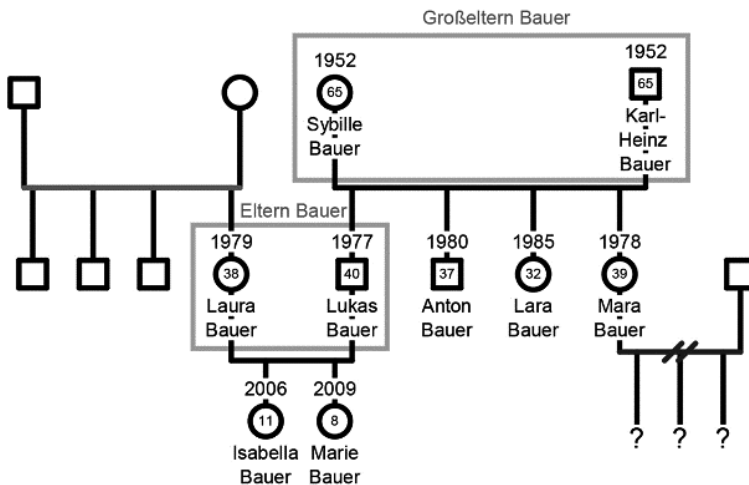 Großeltern Bauer
1952
1952
65
65
Sybille
Bauer
Karl-
Heinz
Bauer
Eltern Bauer
1979
1977
1980
1985
1978
38
40
37
32
39
Laura
Bauer
Lukas
Bauer
Anton
Bauer
Lara
Bauer
Mara
Bauer
2006
2009
11
8
? ? ?
Isabella
Bauer
Marie
Bauer